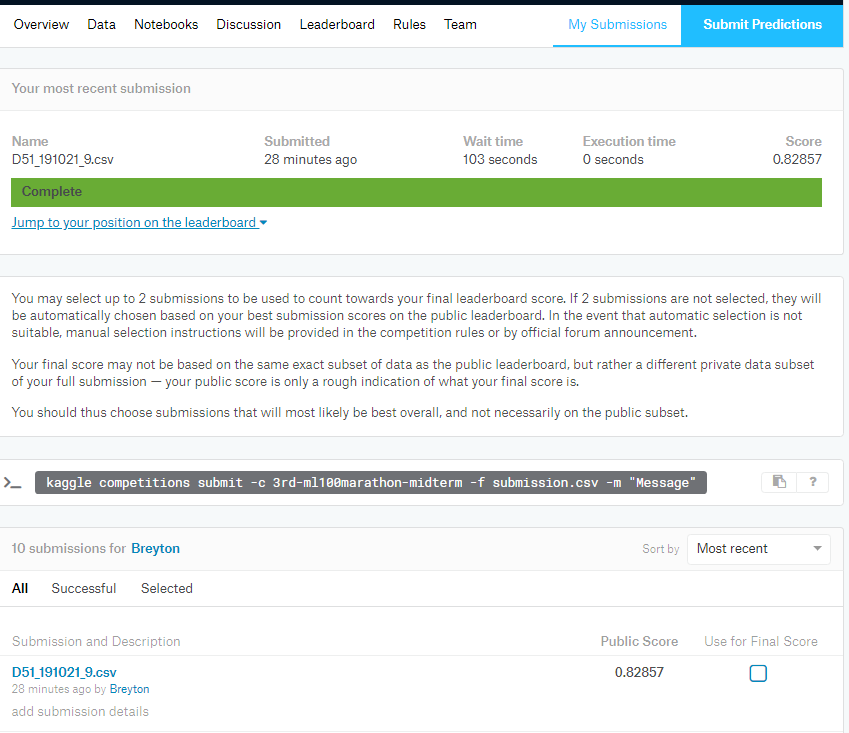 Overview Data Notebooks Discussion Leaderboard Rules Team My Submissions Submit Predictions
Your most recent submission
Name Submitted Wait time Execution time Score
D51_191021_9.csv 28 minutes ago 103 seconds 0 seconds 0.82857
Complete
Jump to your position on the leaderboard
You may select up to 2 submissions to be used to count towards your final leaderboard score. If 2 submissions are not selected, they will
be automatically chosen based on your best submission scores on the public leaderboard. In the event that automatic selection is not
suitable, manual selection instructions will be provided in the competition rules or by official forum announcement.
Your final score may not be based on the same exact subset of data as the public leaderboard, but rather a different private data subset
of your full submission — your public score is only a rough indication of what your final score is.
You should thus choose submissions that will most likely be best overall, and not necessarily on the public subset.
>_ kaggle competitions submit -c 3rd-ml100marathon-midterm -f submission.csv -m "Message" ?
10 submissions for Breyton Sort by Most recent
All Successful Selected
Submission and Description Public Score Use for Final Score
D51_191021_9.csv 0.82857
28 minutes ago by Breyton
add submission details